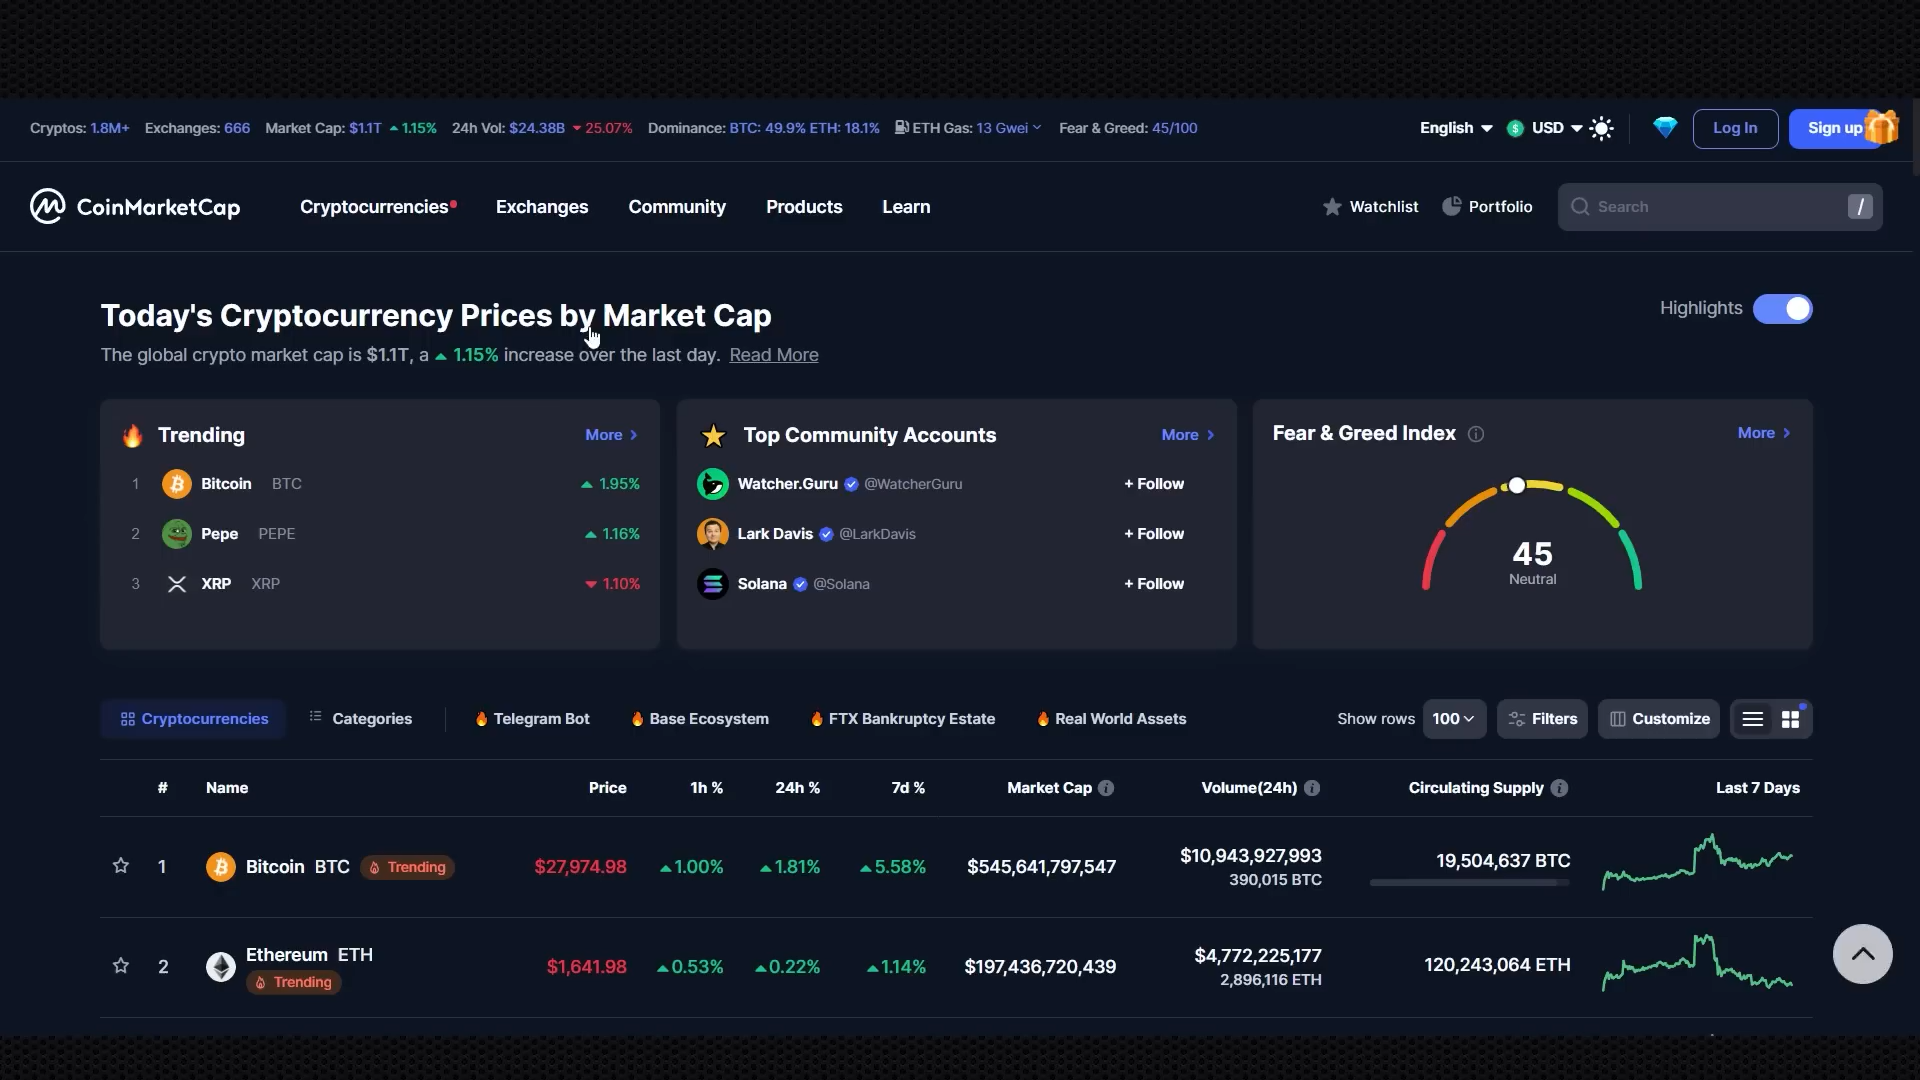 Cryptos: 1.8M+ Exchanges: 666 Market Cap: $1.1T 1.15% 24h Vol: $24.38B 25.07% Dominance: BTC: 49.9% ETH: 18.1% ETH Gas: 13 Gwei Fear & Greed: 45/100 English USD Log In Sign up
CoinMarketCap Cryptocurrencies Exchanges Community Products Learn Watchlist Portfolio Search /
Today's Cryptocurrency Prices by Market Cap
Highlights
The global crypto market cap is $1.1T, a 1.15% increase over the last day. Read More
Trending More
1 Bitcoin BTC 1.95%
2 Pepe PEPE 1.16%
3 XRP XRP 1.10%
Top Community Accounts More
Watcher.Guru @WatcherGuru + Follow
Lark Davis @LarkDavis + Follow
Solana @Solana + Follow
Fear & Greed Index More
45
Neutral
Cryptocurrencies Categories Telegram Bot Base Ecosystem FTX Bankruptcy Estate Real World Assets Show rows 100 Filters Customize
# Name Price 1h % 24h % 7d % Market Cap Volume(24h) Circulating Supply Last 7 Days
1 Bitcoin BTC Trending $27,974.98 1.00% 1.81% 5.58% $545,641,797,547 $10,943,927,993 19,504,637 BTC
390,015 BTC
2 Ethereum ETH $1,641.98 0.53% 0.22% 1.14% $197,436,720,439 $4,772,225,177 120,243,064 ETH
Trending 2,896,116 ETH